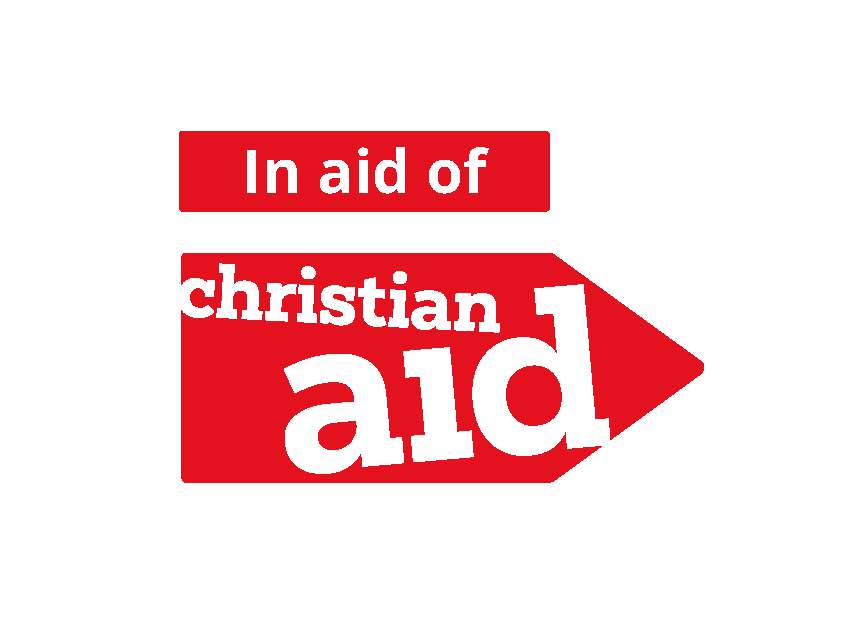 In aid of
christian
aid